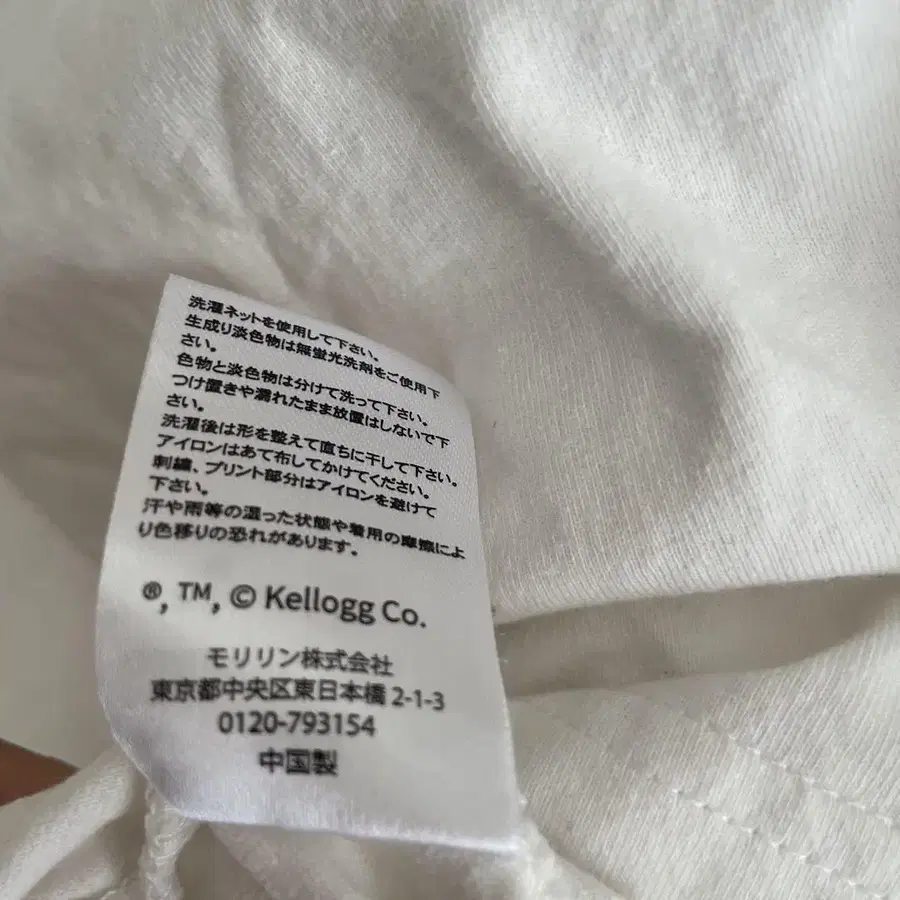 洗濯ネットを使用して下さい。
生成り淡色物は無蛍光洗剤をご使用下
さい。
色物と淡色物は分けて洗って下さい。
つけ置きや濡れたまま放置はしないで下
さい。
洗濯後は形を整えて直ちに干して下さい。
アイロンはあて布してかけてください。
刺繍、プリント部分はアイロンを避けて
下さい。
汗や雨等の湿った状態や着用の摩擦によ
り色移りの恐れがあります。
®, ™, © Kellogg Co.
モリリン株式会社
東京都中央区東日本橋 2-1-3
0120-793154
中国製